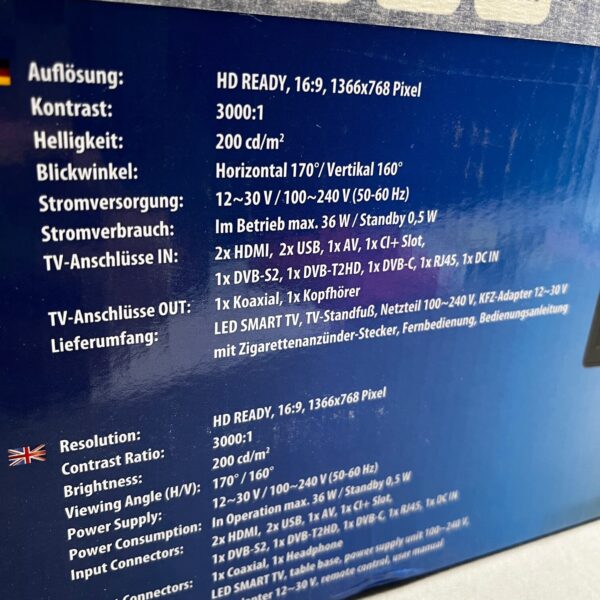 Auflösung: HD READY, 16:9, 1366x768 Pixel
Kontrast: 3000:1
Helligkeit: 200 cd/m²
Blickwinkel: Horizontal 170°/ Vertikal 160°
Stromversorgung: 12~30 V / 100~240 V (50-60 Hz)
Stromverbrauch: Im Betrieb max. 36 W / Standby 0,5 W
TV-Anschlüsse IN: 2x HDMI, 2x USB, 1x AV, 1x CI+ Slot,
1x DVB-S2, 1x DVB-T2HD, 1x DVB-C, 1x RJ45, 1x DC IN
TV-Anschlüsse OUT: 1x Koaxial, 1x Kopfhörer
Lieferumfang: LED SMART TV, TV-Standfuß, Netzteil 100~240 V, KFZ-Adapter 12~30 V
mit Zigarettenanzünder-Stecker, Fernbedienung, Bedienungsanleitung
Resolution: HD READY, 16:9, 1366x768 Pixel
Contrast Ratio: 3000:1
Brightness: 200 cd/m²
Viewing Angle (H/V): 170° / 160°
Power Supply: 12~30 V / 100~240 V (50-60 Hz)
Power Consumption: In Operation max. 36 W / Standby 0,5 W
Input Connectors: 2x HDMI, 2x USB, 1x AV, 1x CI+ Slot,
1x DVB-S2, 1x DVB-T2HD, 1x DVB-C, 1x RJ45, 1x DC IN
Connectors: 1x Coaxial, 1x Headphone
LED SMART TV, table base, power supply unit 100~240 V,
12~30 V, remote control, user manual